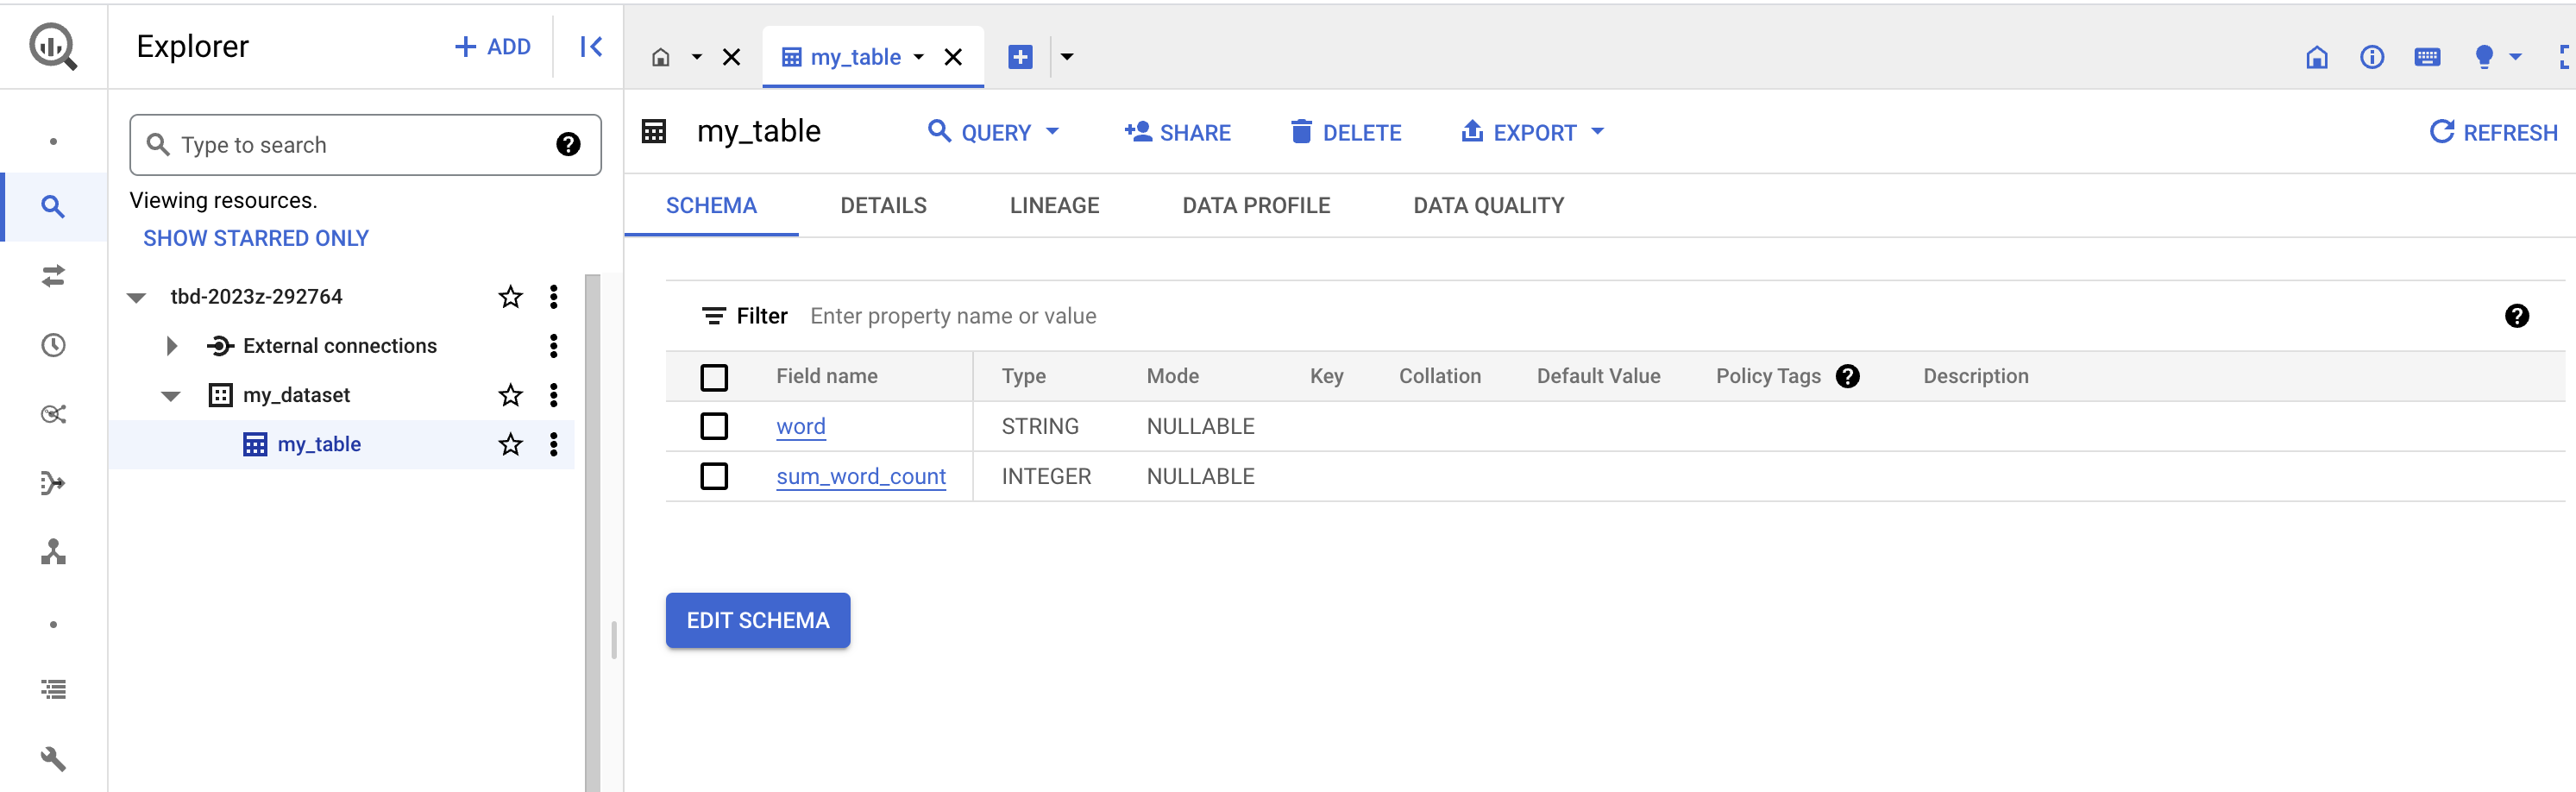 Explorer
ADD
my_table
my_table
QUERY
SHARE
DELETE
EXPORT
REFRESH
Type to search
Viewing resources.
SHOW STARRED ONLY
tbd-2023z-292764
External connections
my_dataset
my_table
SCHEMA DETAILS LINEAGE DATA PROFILE DATA QUALITY
Filter Enter property name or value
Field name Type Mode Key Collation Default Value Policy Tags Description
word STRING NULLABLE
sum_word_count INTEGER NULLABLE
EDIT SCHEMA